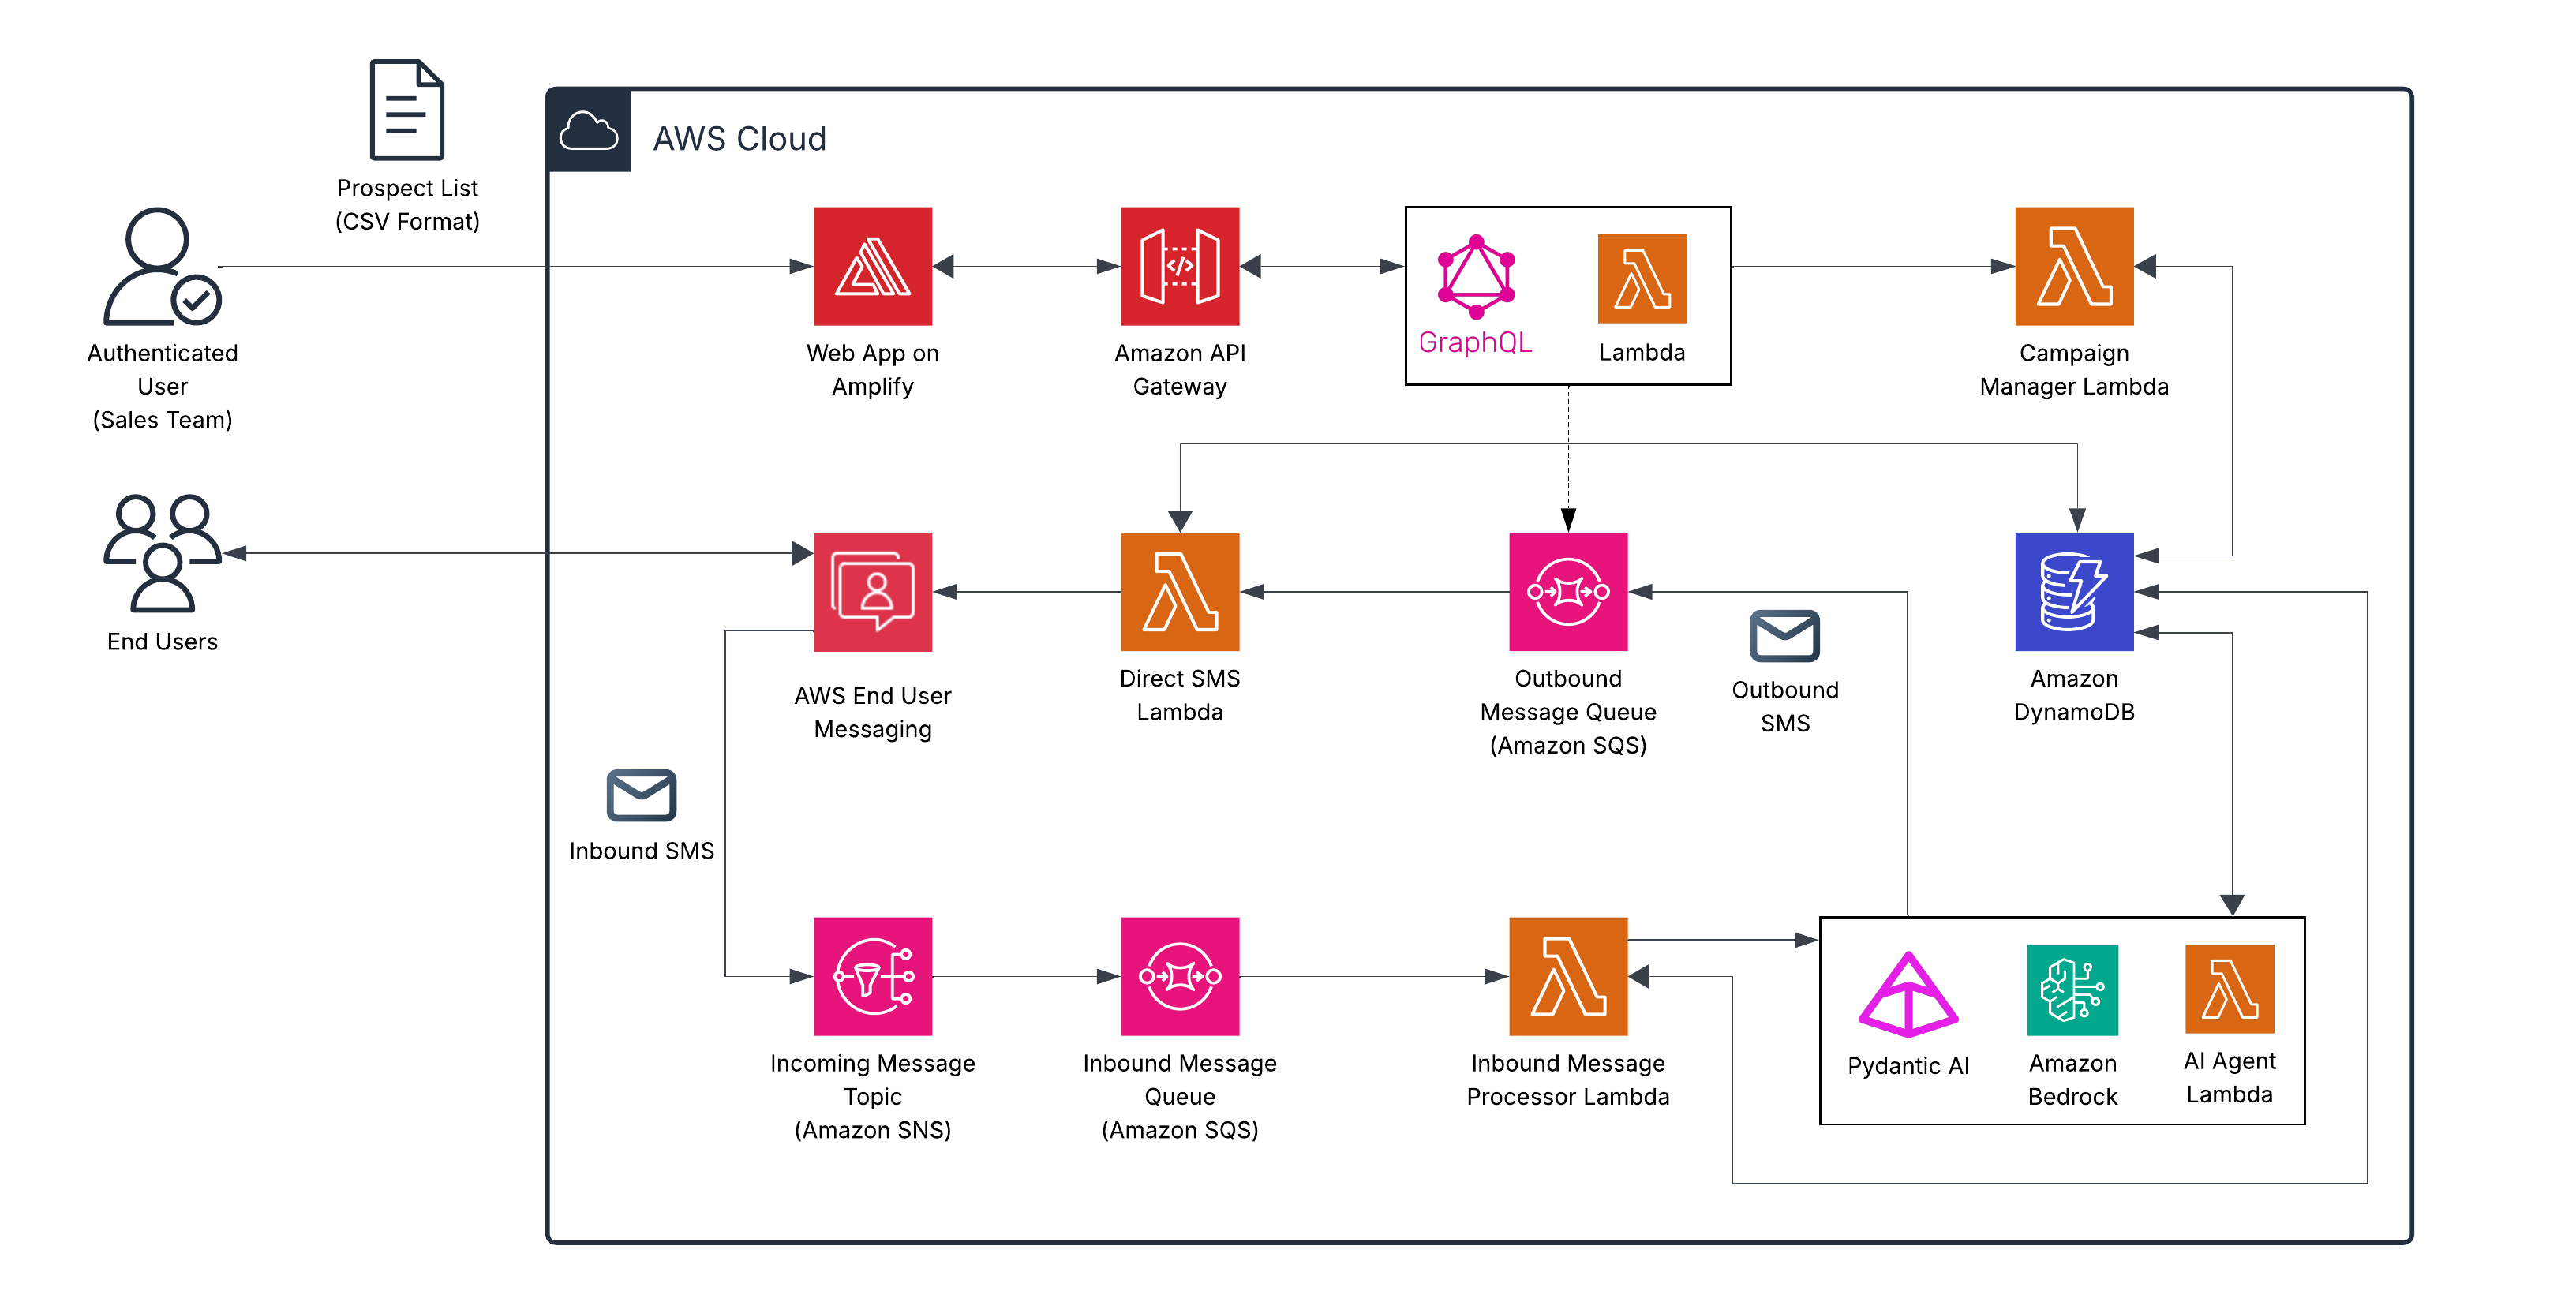 Prospect List
(CSV Format)
AWS Cloud
Authenticated
User
(Sales Team)
Web App on
Amplify
Amazon API
Gateway
GraphQL
Lambda
Campaign
Manager Lambda
End Users
AWS End User
Messaging
Direct SMS
Lambda
Outbound
Message Queue
(Amazon SQS)
Outbound
SMS
Amazon
DynamoDB
Inbound SMS
Incoming Message
Topic
(Amazon SNS)
Inbound Message
Queue
(Amazon SQS)
Inbound Message
Processor Lambda
Pydantic AI
Amazon
Bedrock
AI Agent
Lambda